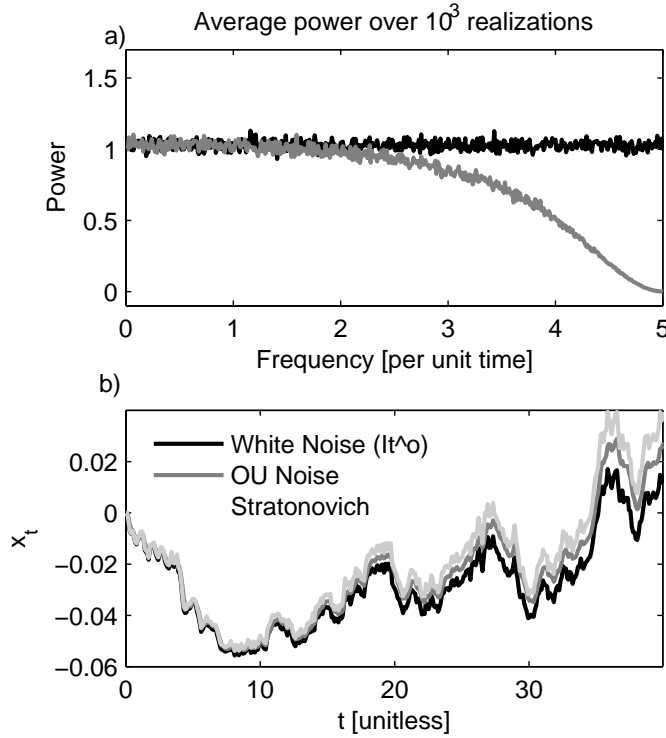 Average power over 10³ realizations
a)
1.5
1
0.5
0
Power
0 1 2 3 4 5
Frequency [per unit time]
b)
White Noise (It^o)
OU Noise
Stratonovich
0.02
0
−0.02
−0.04
−0.06
x_t
0 10 20 30
t [unitless]